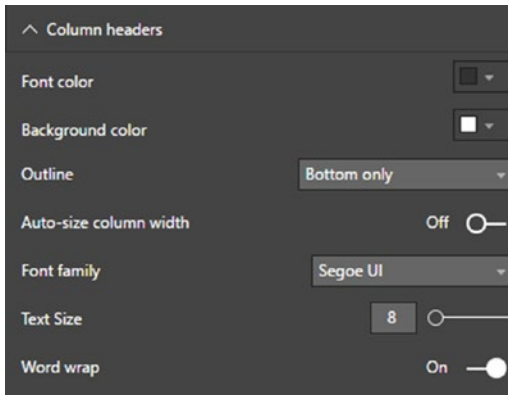 Column headers
Font color
Background color
Outline Bottom only
Auto-size column width Off
Font family Segoe UI
Text Size 8
Word wrap On